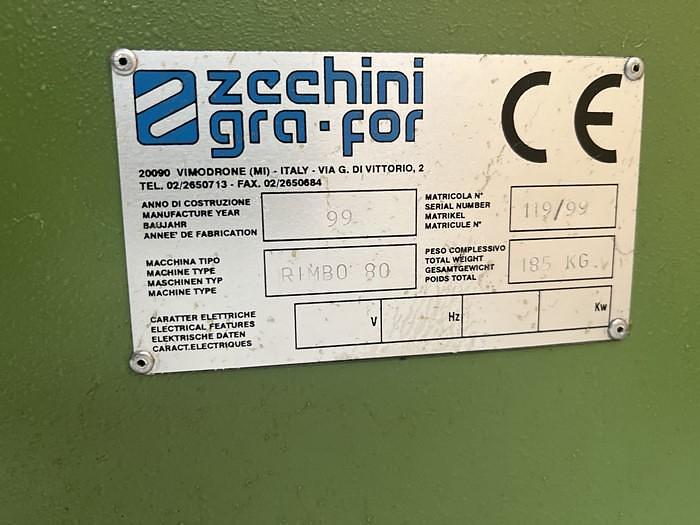 zechini
gra·for
CE
20090 VIMODRONE (MI) - ITALY - VIA G. DI VITTORIO, 2
TEL. 02/2650713 - FAX. 02/2650684
ANNO DI COSTRUZIONE
MANUFACTURE YEAR
BAUJAHR
ANNEÉ DE FABRICATION
99
MATRICOLA N°
SERIAL NUMBER
MATRIKEL
MATRICULE N°
119/99
MACCHINA TIPO
MACHINE TYPE
MASCHINEN TYP
MACHINE TYPE
RIMBO 80
PESO COMPLESSIVO
TOTAL WEIGHT
GESAMTGEWICHT
POIDS TOTAL
185 KG.
CARATTER ELETTRICHE
ELECTRICAL FEATURES
ELEKTRISCHE DATEN
CARACT.ELECTRIQUES
V Hz Kw